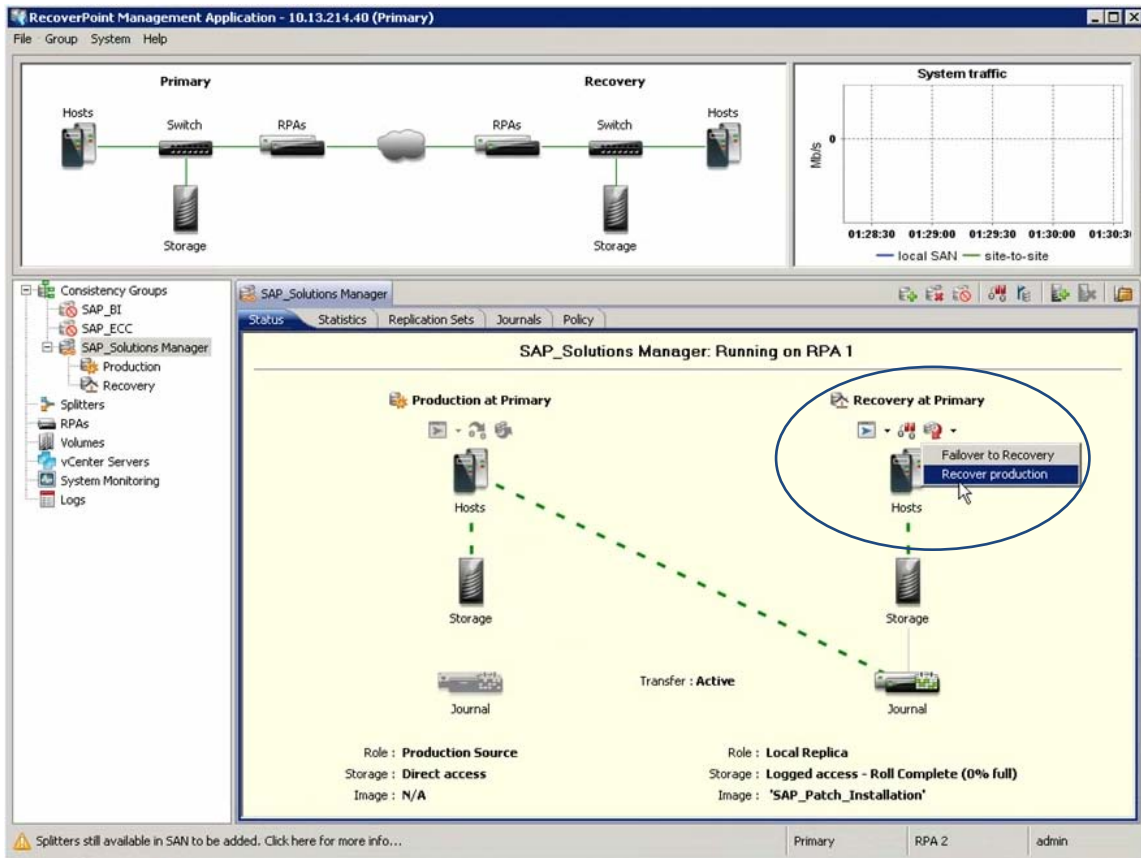 RecoverPoint Management Application - 10.13.214.40 (Primary)
File Group System Help
Primary
Recovery
Hosts
Switch
RPAs
RPAs
Switch
Hosts
Storage
Storage
System traffic
Mb/s
0
01:28:30 01:29:00 01:29:30 01:30:00 01:30:3
local SAN site-to-site
Consistency Groups
SAP_BI
SAP_ECC
SAP_Solutions Manager
Production
Recovery
Splitters
RPAs
Volumes
vCenter Servers
System Monitoring
Logs
SAP_Solutions Manager
Status Statistics Replication Sets Journals Policy
SAP_Solutions Manager: Running on RPA 1
Production at Primary
Recovery at Primary
Failover to Recovery
Recover production
Hosts
Hosts
Storage
Storage
Transfer : Active
Journal
Journal
Role : Production Source
Storage : Direct access
Image : N/A
Role : Local Replica
Storage : Logged access - Roll Complete (0% full)
Image : 'SAP_Patch_Installation'
Splitters still available in SAN to be added. Click here for more info...
Primary
RPA 2
admin